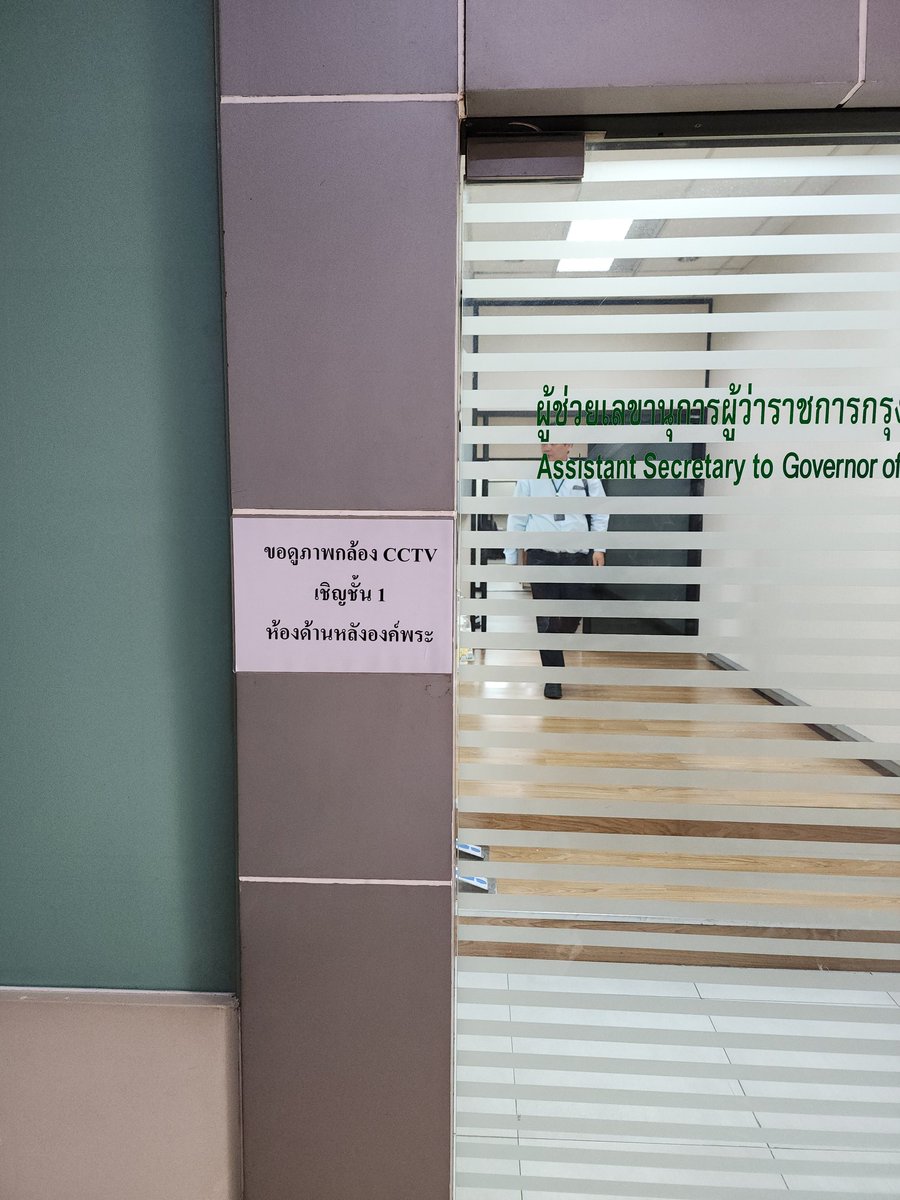 ผู้ช่วยเลขานุการผู้ว่าราชการกรุง
Assistant Secretary to Governor of
ขอดูภาพกล้อง CCTV
เชิญชั้น 1
ห้องด้านหลังองค์พระ